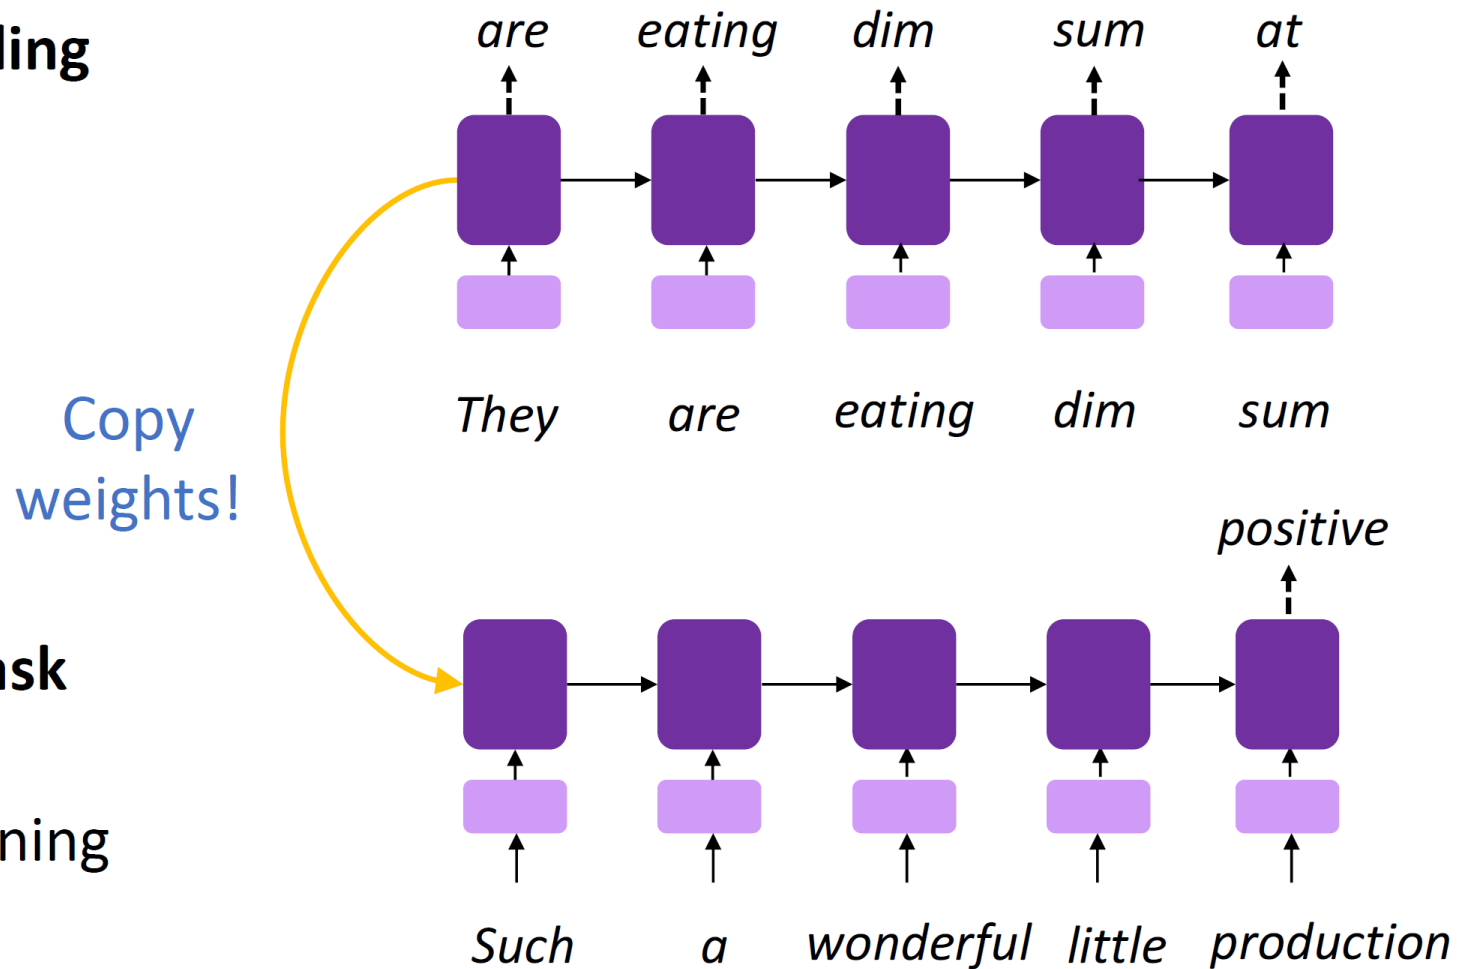 ling
are eating dim sum at
They are eating dim sum
Copy
weights!
positive
ask
ning
Such a wonderful little production